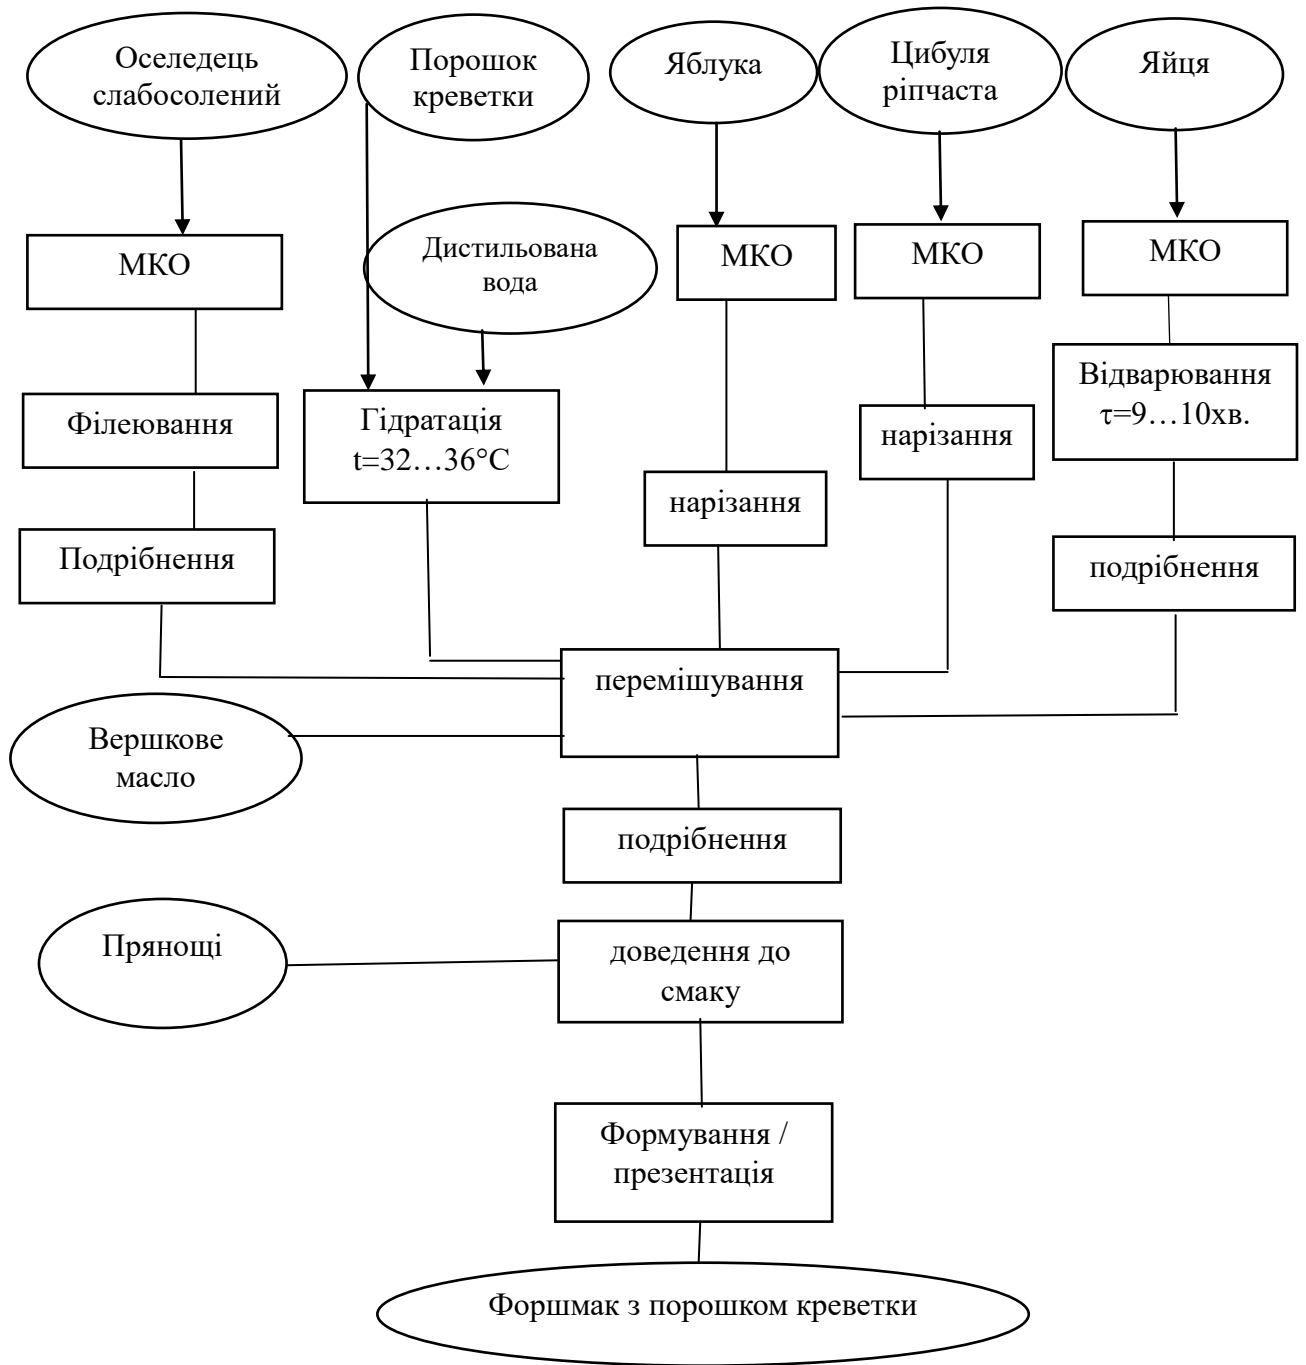 Оселедець
слабосолений
Порошок
креветки
Яблука
Цибуля
ріпчаста
Яйця
МКО
Дистильована
вода
МКО
МКО
МКО
Філеювання
Гідратація
t=32…36°C
нарізання
нарізання
Відварювання
τ=9…10хв.
Подрібнення
подрібнення
перемішування
Вершкове
масло
подрібнення
Прянощі
доведення до
смаку
Формування /
презентація
Форшмак з порошком креветки